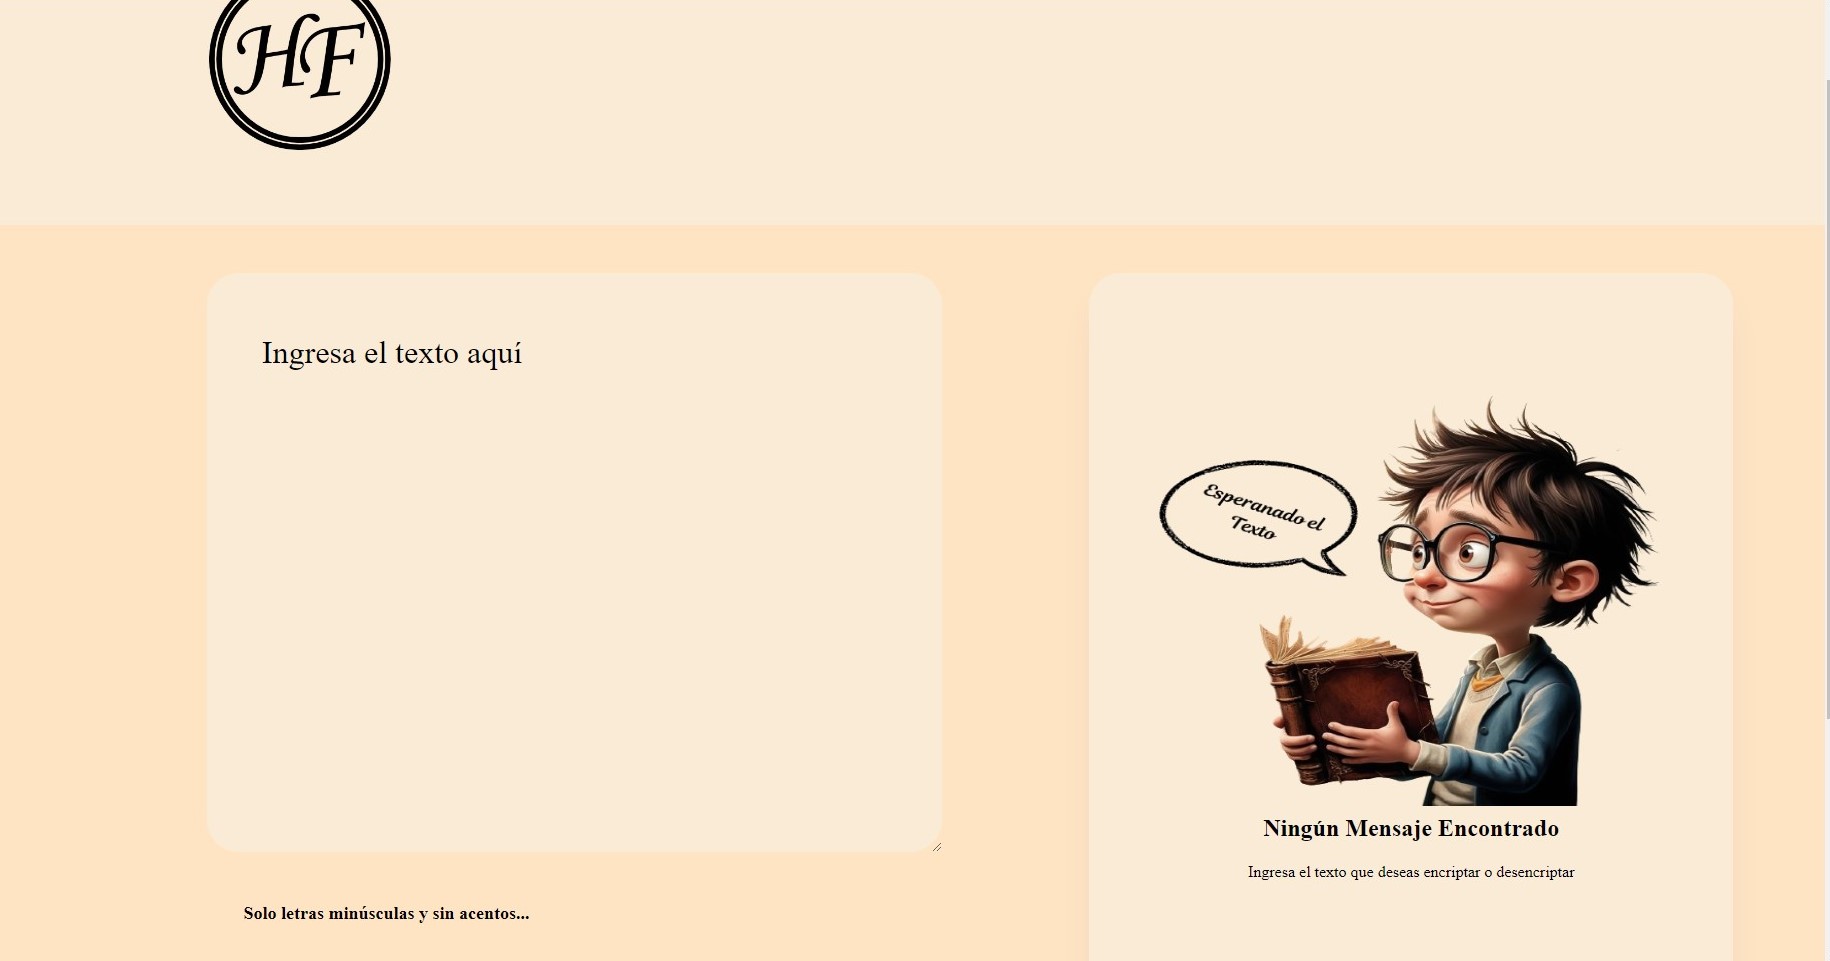 HF
Ingresa el texto aquí
Esperanado el
Texto
Ningún Mensaje Encontrado
Ingresa el texto que deseas encriptar o desencriptar
Solo letras minúsculas y sin acentos...